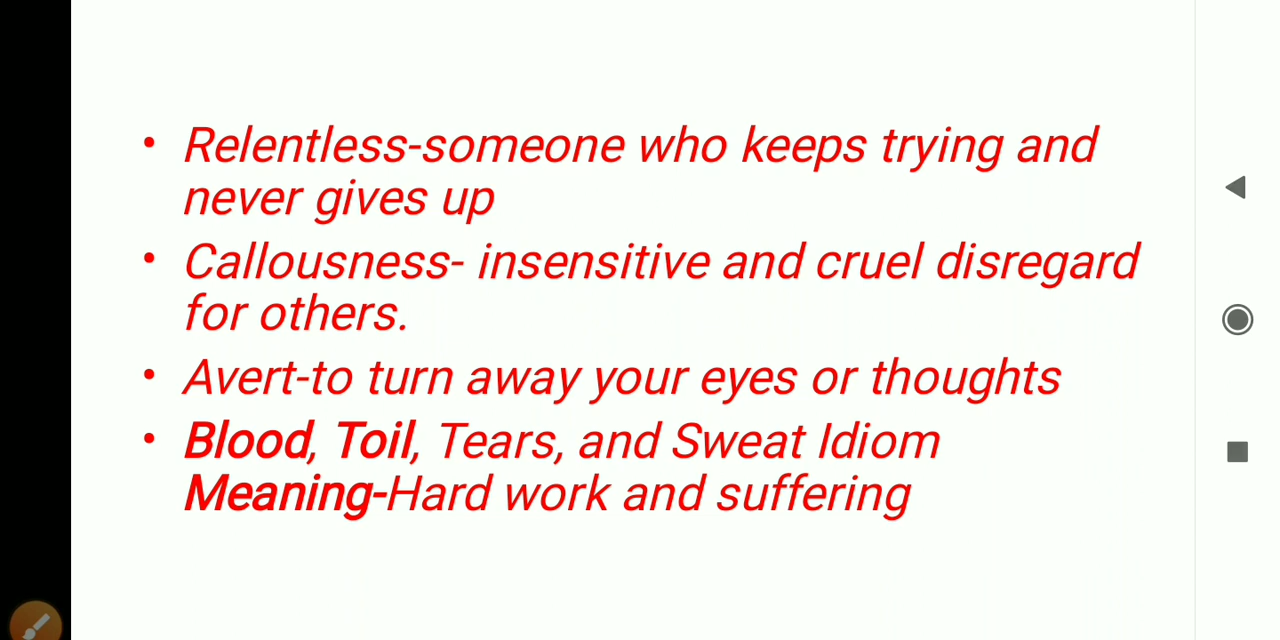 • Relentless-someone who keeps trying and
never gives up
• Callousness- insensitive and cruel disregard
for others.
• Avert-to turn away your eyes or thoughts
• Blood, Toil, Tears, and Sweat Idiom
Meaning-Hard work and suffering